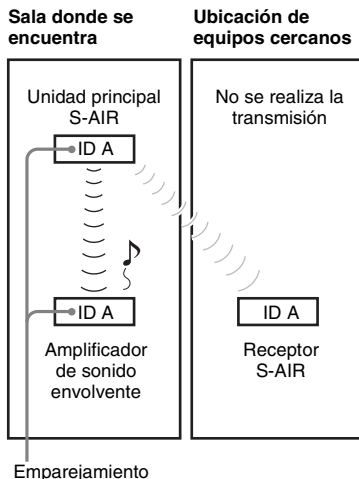 Sala donde se
encuentra
Ubicación de
equipos cercanos
Unidad principal
S-AIR
ID A
ID A
Amplificador
de sonido
envolvente
No se realiza la
transmisión
ID A
Receptor
S-AIR
Emparejamiento